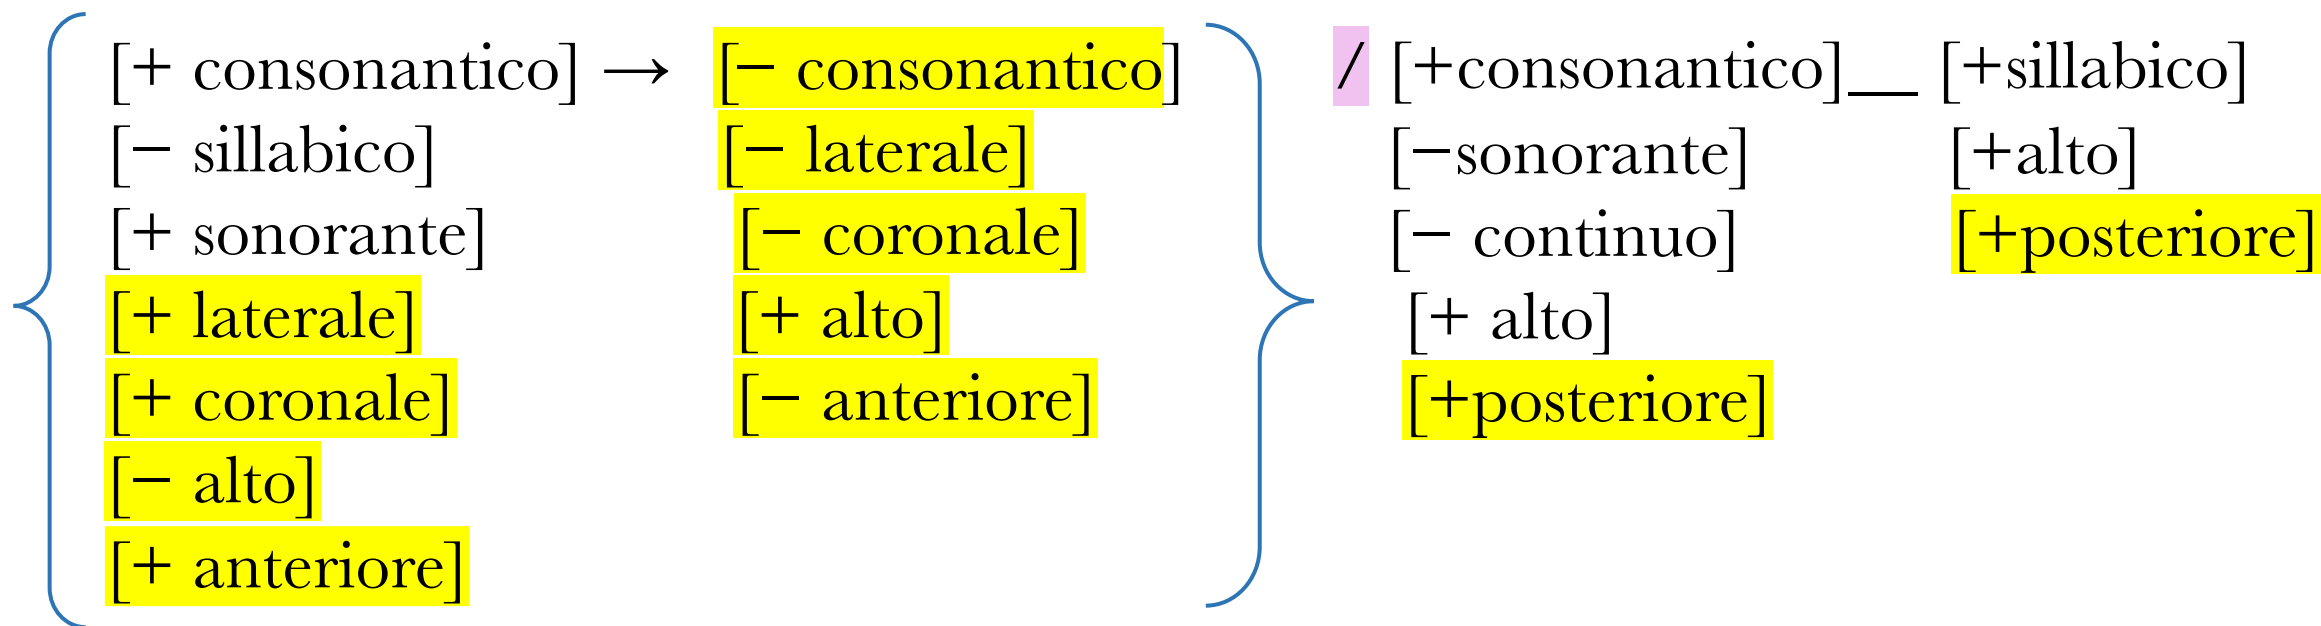 [+ consonantico] → [− consonantico] / [+consonantico]__ [+sillabico]
[− sillabico] [− laterale] [−sonorante] [+alto]
[+ sonorante] [− coronale] [− continuo] [+posteriore]
[+ laterale] [+ alto] [+ alto]
[+ coronale] [− anteriore] [+posteriore]
[− alto]
[+ anteriore]